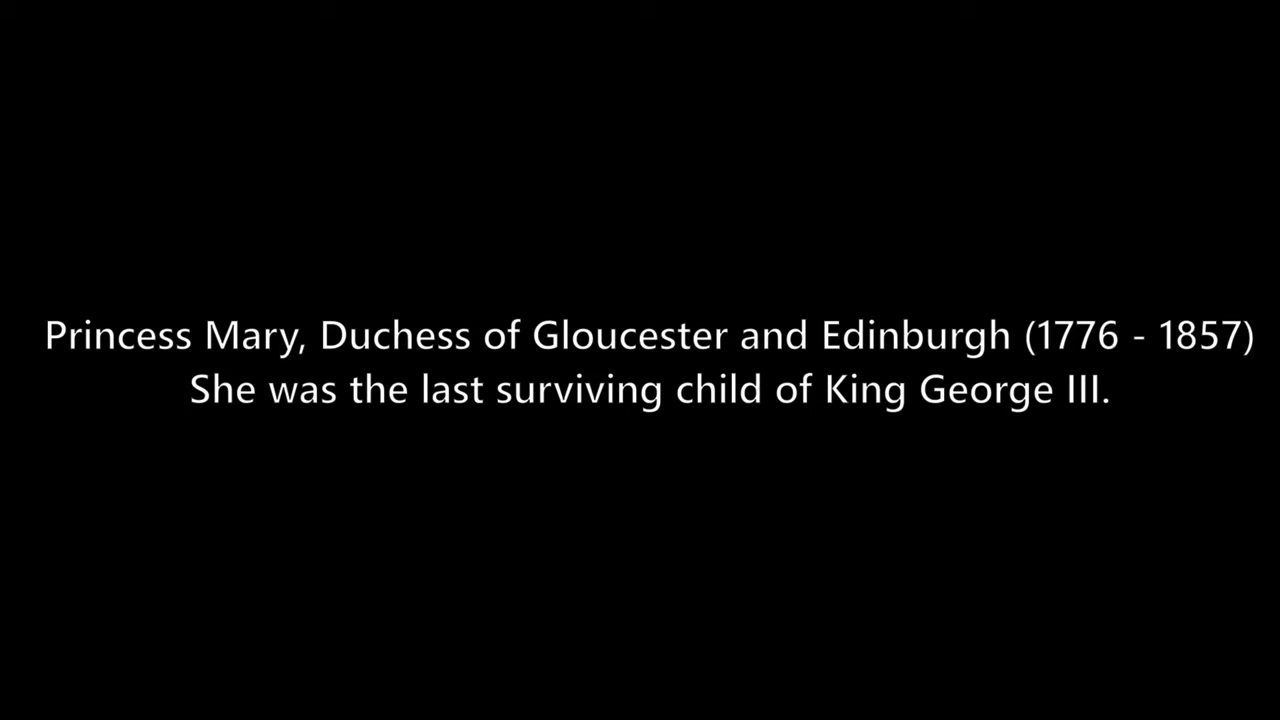 Princess Mary, Duchess of Gloucester and Edinburgh (1776 - 1857)
She was the last surviving child of King George III.